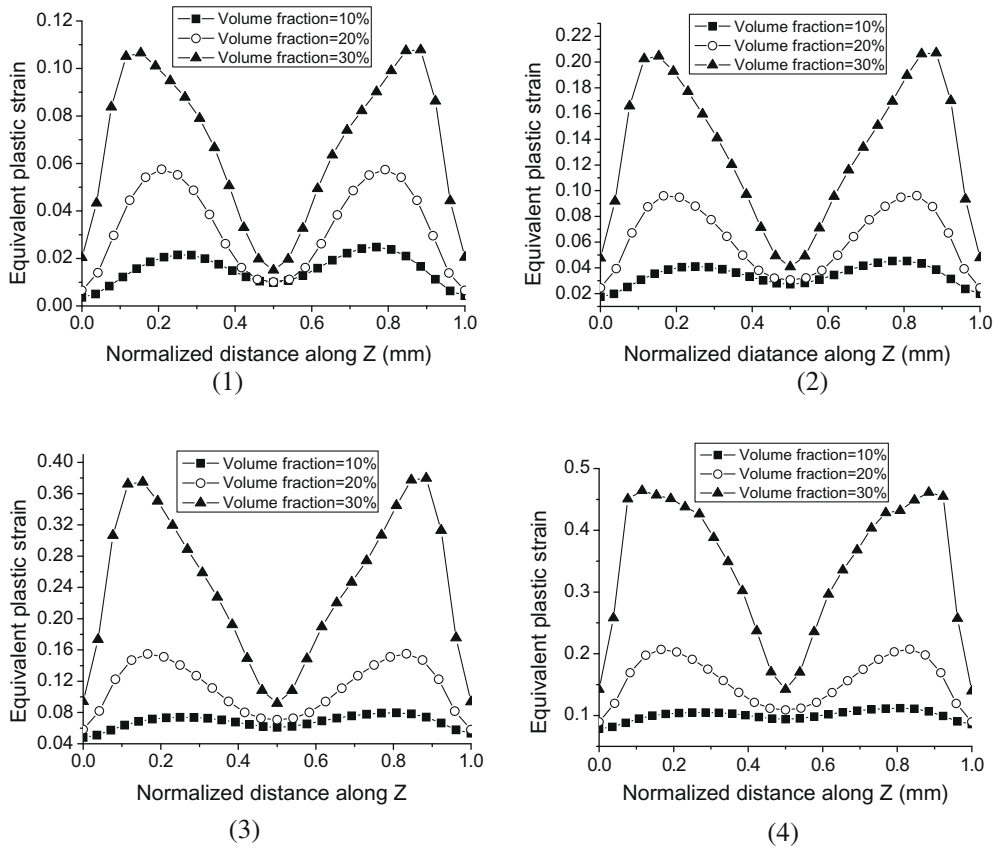 Volume fraction=10%
Volume fraction=20%
Volume fraction=30%
0.12
0.10
0.08
0.06
0.04
0.02
0.00
Equivalent plastic strain
0.0 0.2 0.4 0.6 0.8 1.0
Normalized distance along Z (mm)
(1)
Volume fraction=10%
Volume fraction=20%
Volume fraction=30%
0.22
0.20
0.18
0.16
0.14
0.12
0.10
0.08
0.06
0.04
0.02
Equivalent plastic strain
0.0 0.2 0.4 0.6 0.8 1.0
Normalized diatance along Z (mm)
(2)
Volume fraction=10%
Volume fraction=20%
Volume fraction=30%
0.40
0.36
0.32
0.28
0.24
0.20
0.16
0.12
0.08
0.04
Equivalent plastic strain
0.0 0.2 0.4 0.6 0.8 1.0
Normalized distance along Z
(3)
Volume fraction=10%
Volume fraction=20%
Volume fraction=30%
0.5
0.4
0.3
0.2
0.1
Equivalent plastic strain
0.0 0.2 0.4 0.6 0.8 1.0
Normalized distance along Z (mm)
(4)